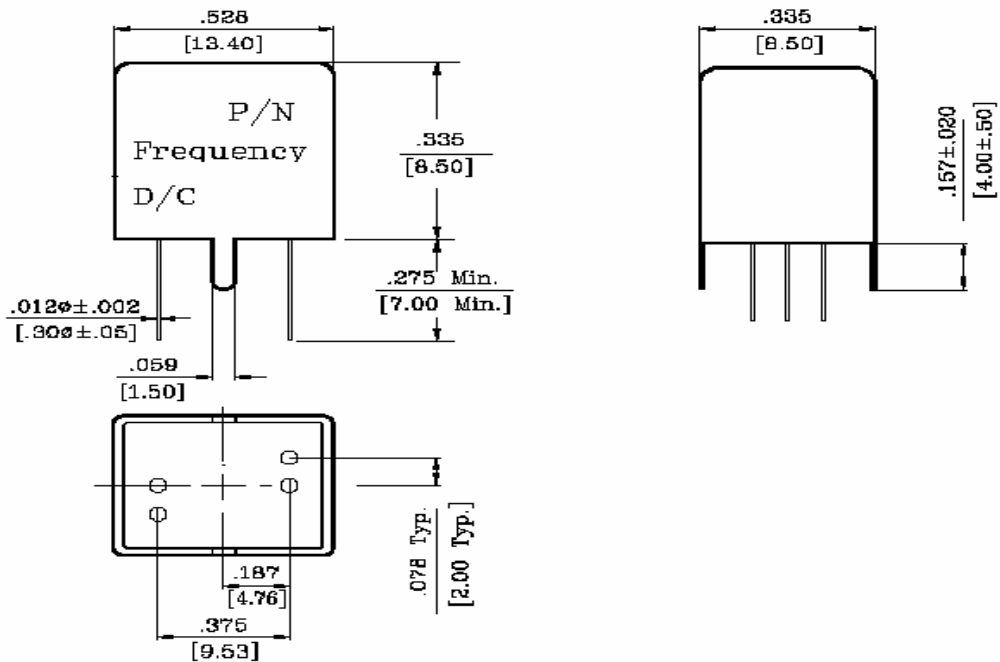 .528
[13.40]
.335
[8.50]
P/N
Frequency
D/C
.335
[8.50]
.157±.020
[4.00±.50]
.275 Min.
[7.00 Min.]
.012ø±.002
[.30ø±.05]
.059
[1.50]
.078 Typ.
[2.00 Typ.]
.187
[4.76]
.375
[9.53]